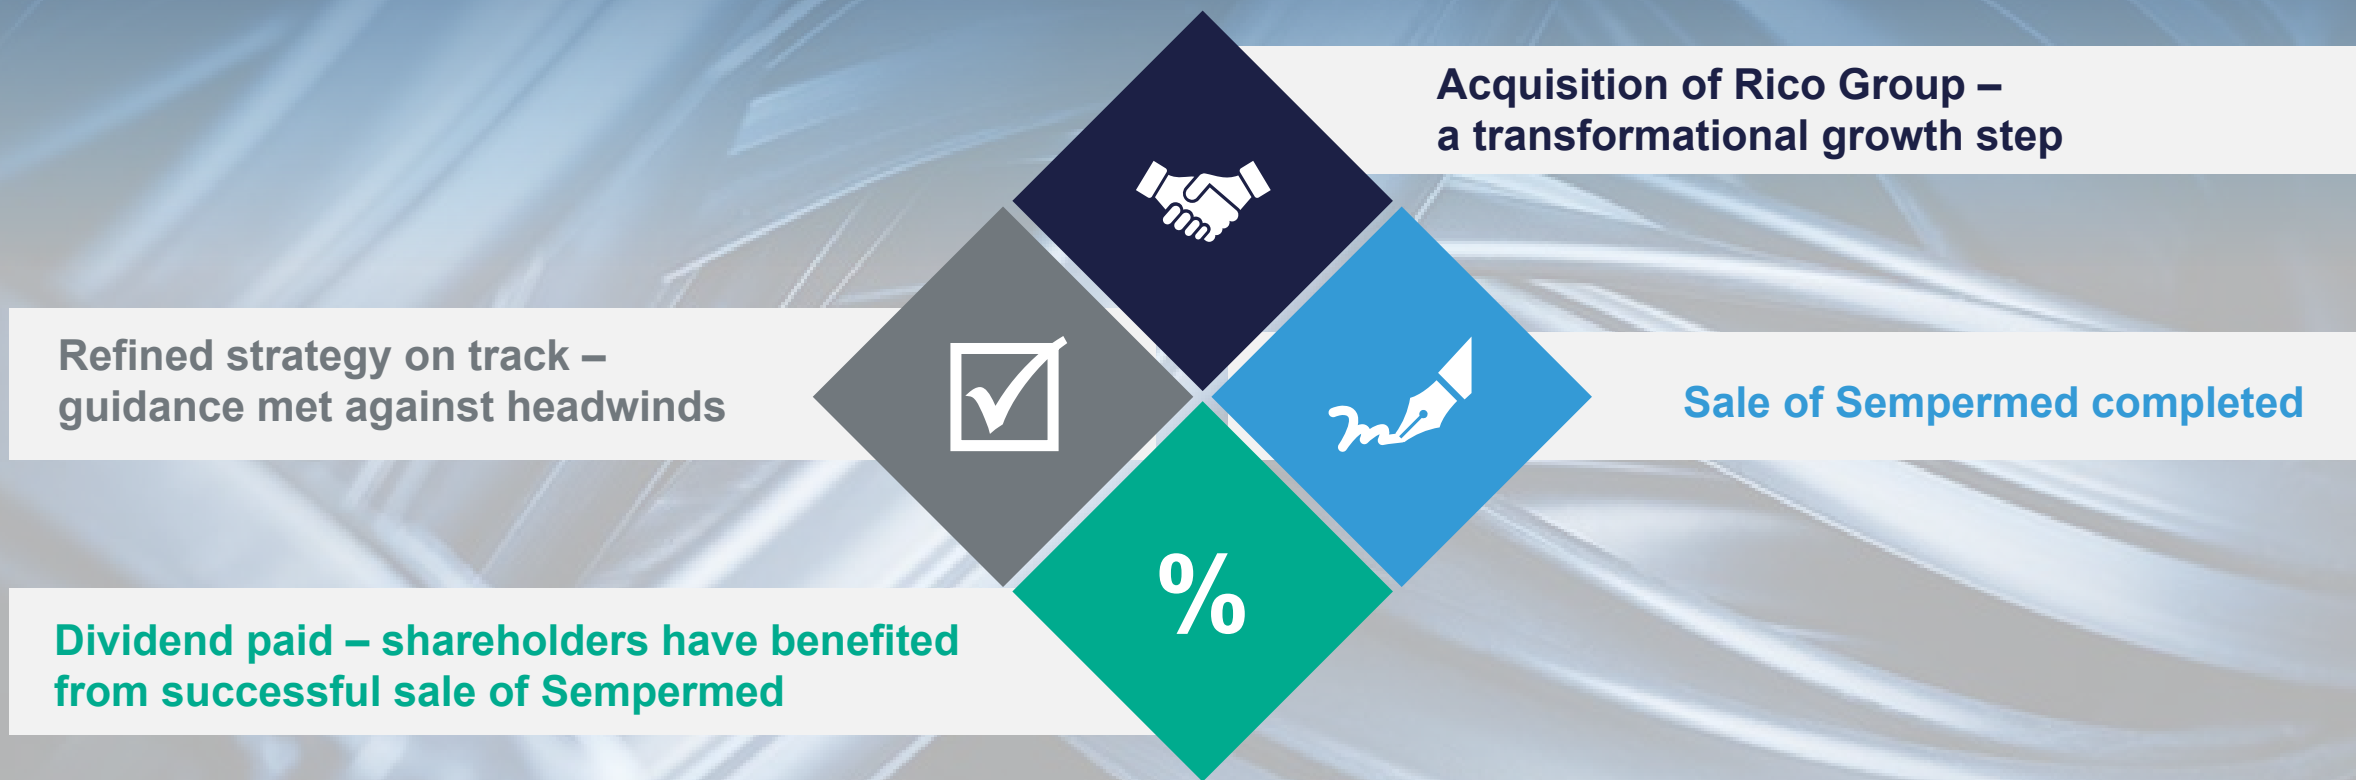 Acquisition of Rico Group –
a transformational growth step
Refined strategy on track –
guidance met against headwinds
Sale of Sempermed completed
%
Dividend paid – shareholders have benefited
from successful sale of Sempermed